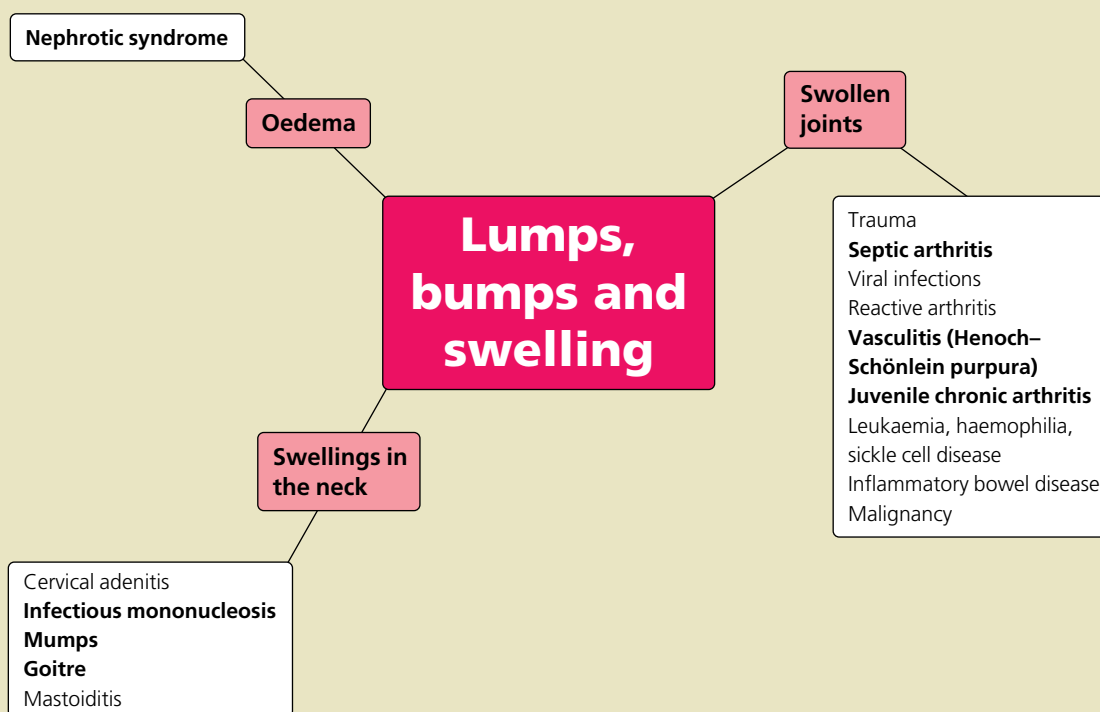 Nephrotic syndrome
Oedema
Swollen
joints
Lumps,
bumps and
swelling
Trauma
Septic arthritis
Viral infections
Reactive arthritis
Vasculitis (Henoch–
Schönlein purpura)
Juvenile chronic arthritis
Leukaemia, haemophilia,
sickle cell disease
Inflammatory bowel disease
Malignancy
Swellings in
the neck
Cervical adenitis
Infectious mononucleosis
Mumps
Goitre
Mastoiditis